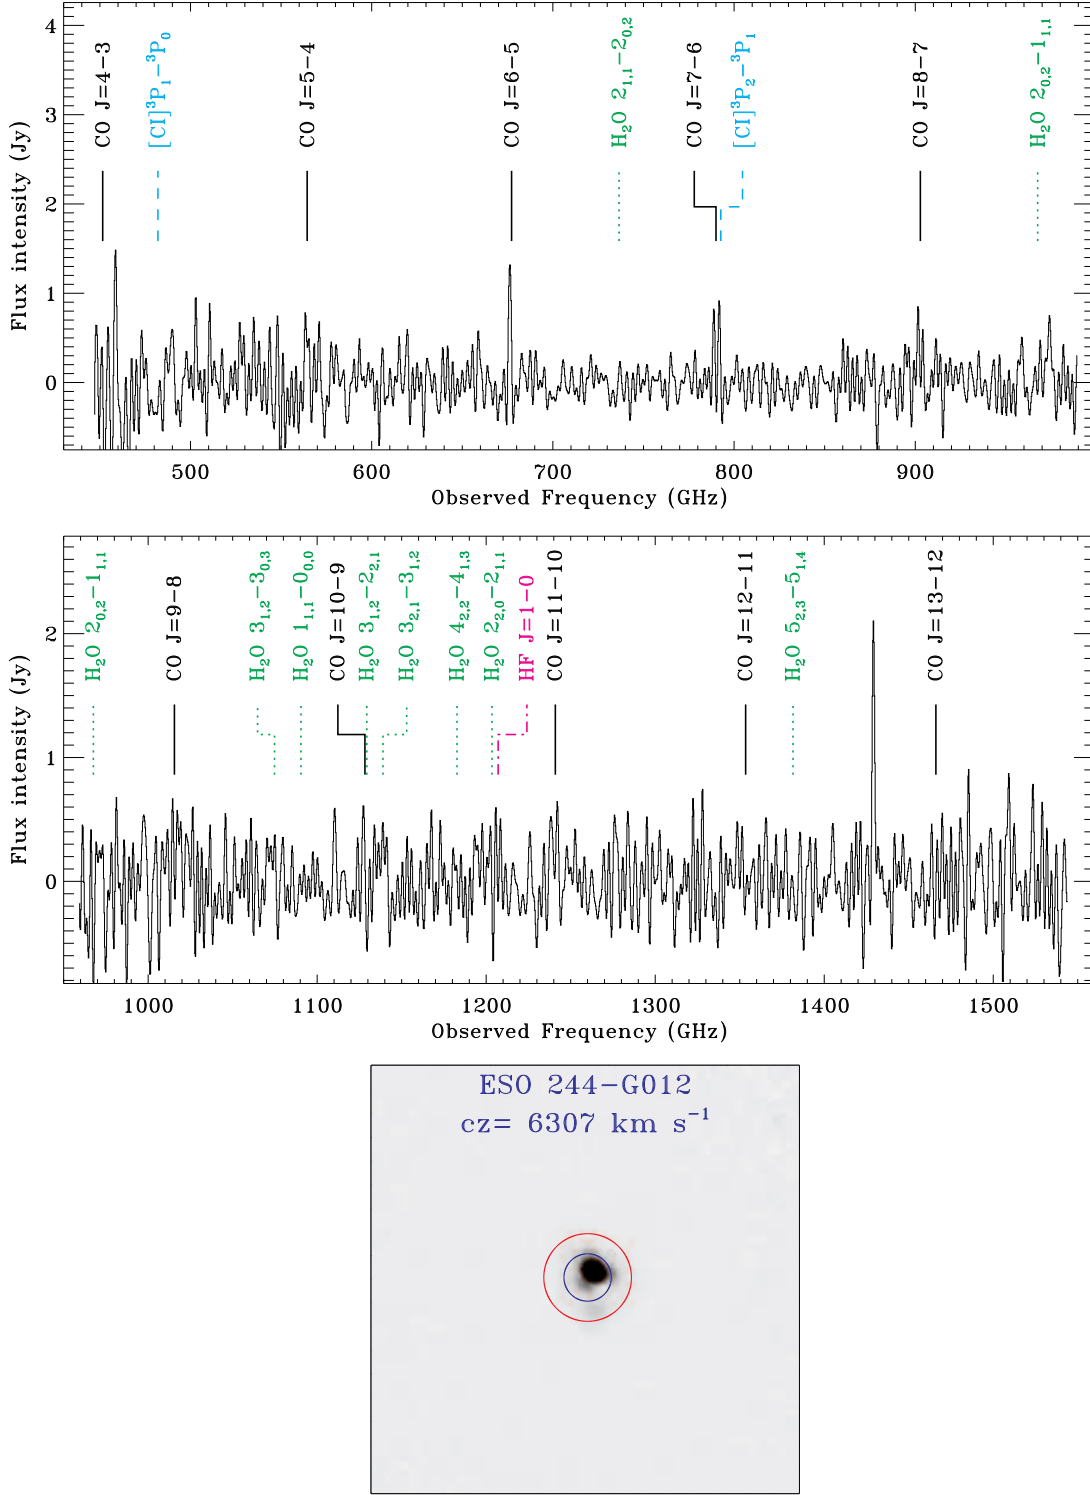 CO J=4−3
[CI]³P₁−³P₀
CO J=5−4
CO J=6−5
H₂O 2₁,₁−2₀,₂
CO J=7−6
[CI]³P₂−³P₁
CO J=8−7
H₂O 2₀,₂−1₁,₁
Flux intensity (Jy)
4
3
2
1
0
500 600 700 800 900
Observed Frequency (GHz)
H₂O 2₀,₂−1₁,₁
CO J=9−8
H₂O 3₁,₂−3₀,₃
H₂O 1₁,₁−0₀,₀
CO J=10−9
H₂O 3₁,₂−2₂,₁
H₂O 3₂,₁−3₁,₂
H₂O 4₂,₂−4₁,₃
H₂O 2₂,₀−2₁,₁
HF J=1−0
CO J=11−10
CO J=12−11
H₂O 5₂,₃−5₁,₄
CO J=13−12
Flux intensity (Jy)
2
1
0
1000 1100 1200 1300 1400 1500
Observed Frequency (GHz)
ESO 244−G012
cz= 6307 km s⁻¹